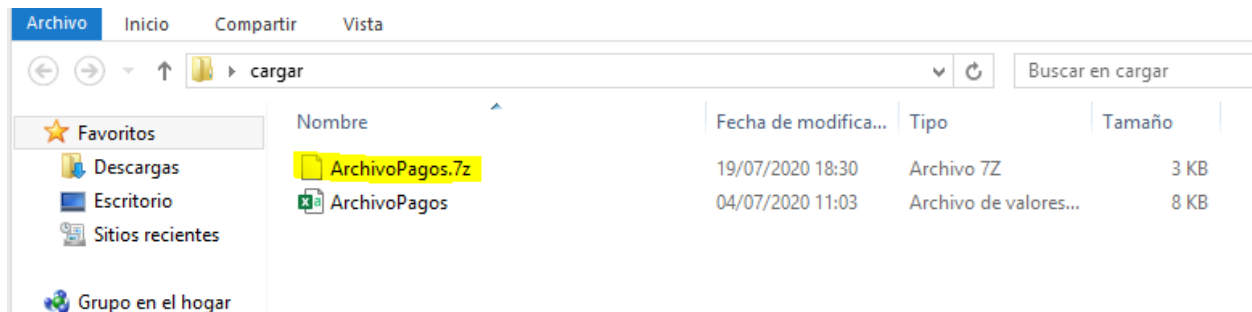 Archivo Inicio Compartir Vista
cargar Buscar en cargar
Nombre Fecha de modifica... Tipo Tamaño
Favoritos
Descargas ArchivoPagos.7z 19/07/2020 18:30 Archivo 7Z 3 KB
Escritorio ArchivoPagos 04/07/2020 11:03 Archivo de valores... 8 KB
Sitios recientes
Grupo en el hogar